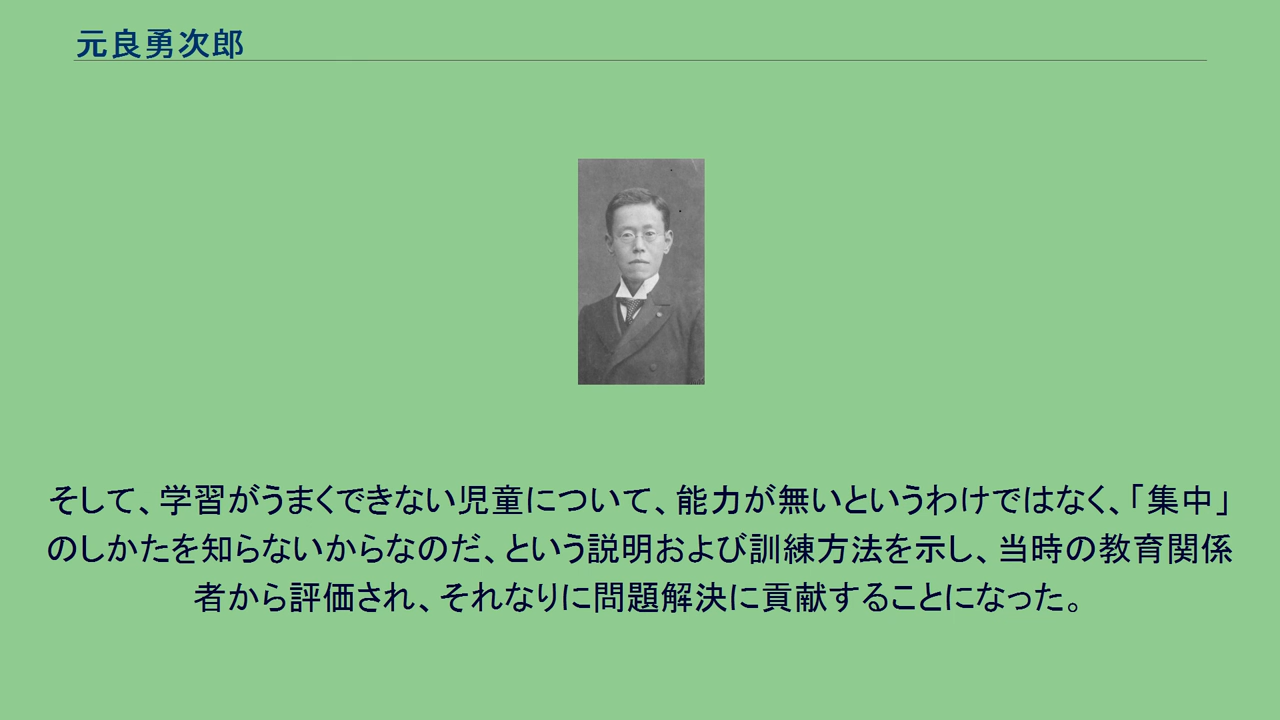 元良勇次郎
そして、学習がうまくできない児童について、能力が無いというわけではなく、「集中」
のしかたを知らないからなのだ、という説明および訓練方法を示し、当時の教育関係
者から評価され、それなりに問題解決に貢献することになった。